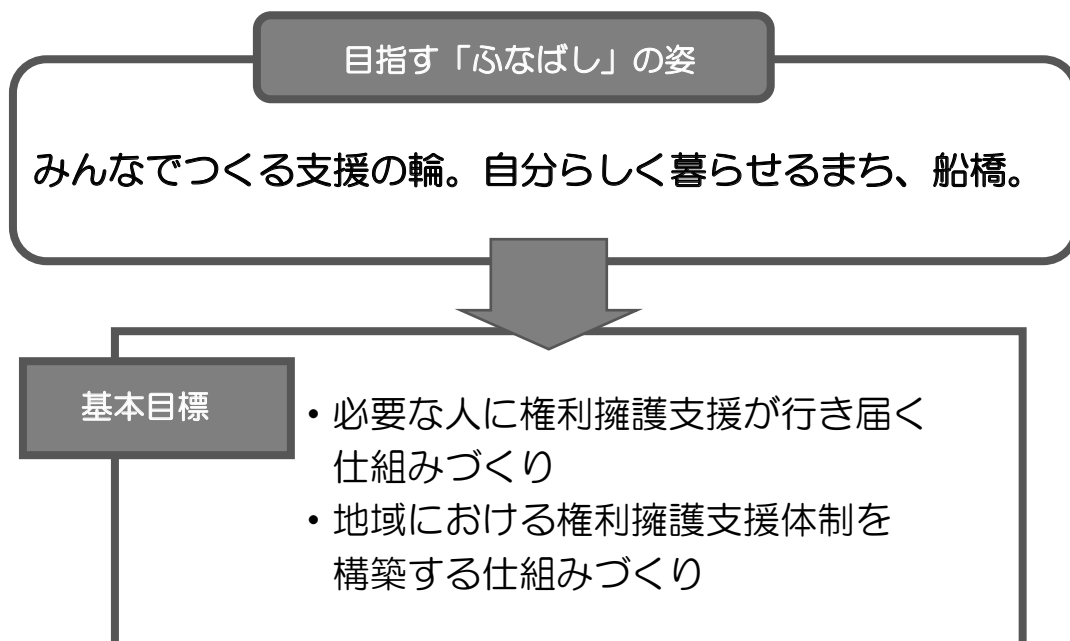 目指す「ふなばし」の姿
みんなでつくる支援の輪。自分らしく暮らせるまち、船橋。
基本目標
・必要な人に権利擁護支援が行き届く
仕組みづくり
・地域における権利擁護支援体制を
構築する仕組みづくり